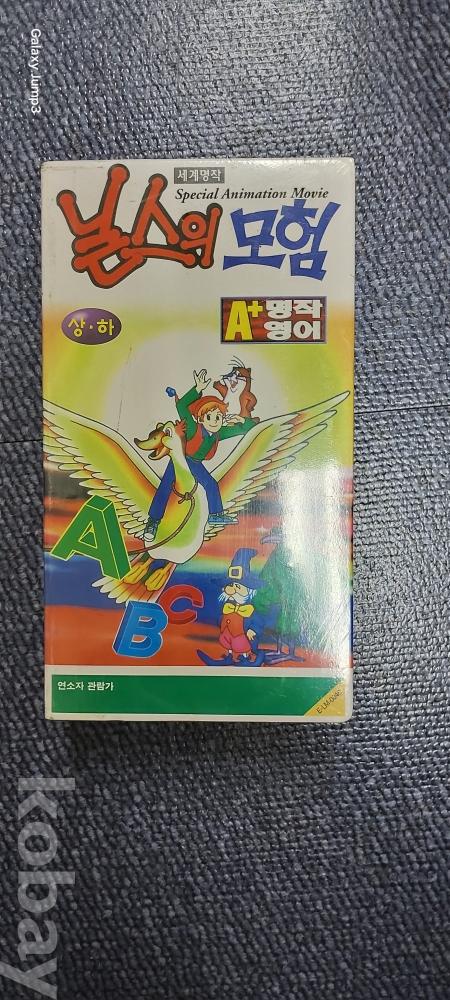 Galaxy Jump3
세계명작
Special Animation Movie
닐스의 모험
상·하
A+ 명작
영어
A
B
C
연소자 관람가
kobay